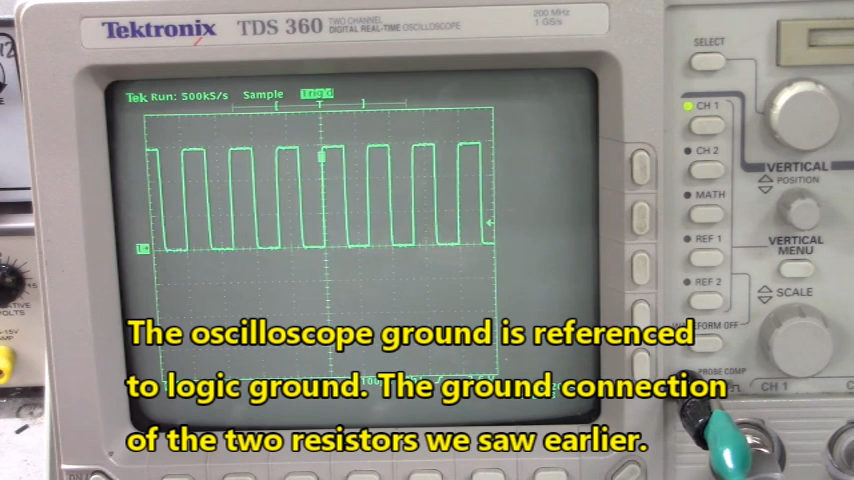 Tektronix TDS 360 TWO CHANNEL DIGITAL REAL-TIME OSCILLOSCOPE
200 MHz
1 GS/s
Tek Run: 500kS/s Sample Trig'd
SELECT
CH 1
CH 2
MATH
REF 1
REF 2
VERTICAL
POSITION
VERTICAL
MENU
SCALE
WAVEFORM OFF
PROBE COMP
CH 1
The oscilloscope ground is referenced
to logic ground. The ground connection
of the two resistors we saw earlier.